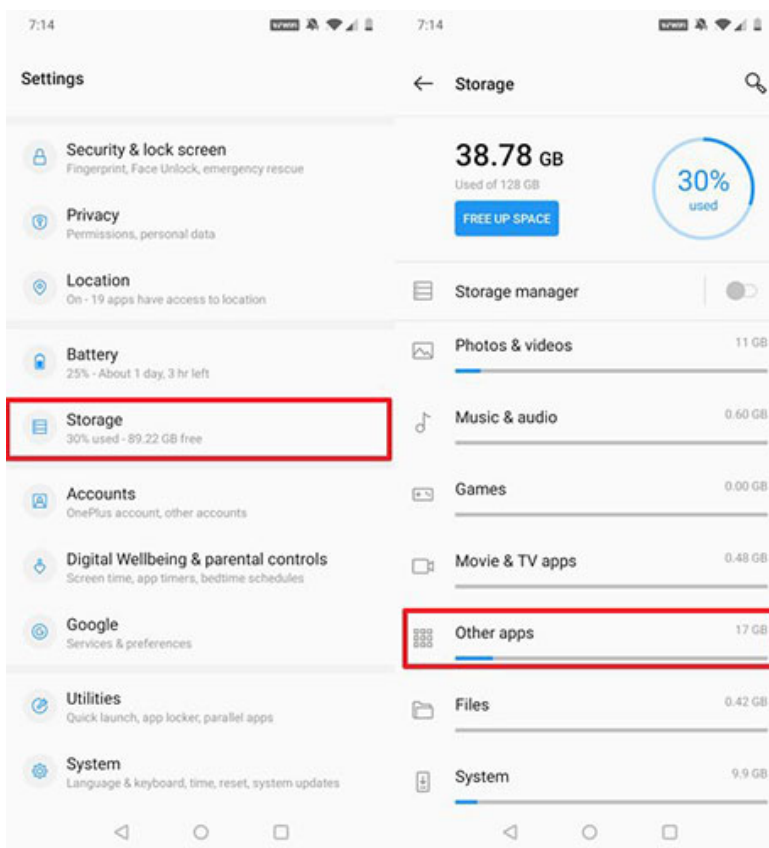 7:14
Settings
Security & lock screen
Fingerprint, Face Unlock, emergency rescue
Privacy
Permissions, personal data
Location
On - 19 apps have access to location
Battery
25% - About 1 day, 3 hr left
Storage
30% used - 89.22 GB free
Accounts
OnePlus account, other accounts
Digital Wellbeing & parental controls
Screen time, app timers, bedtime schedules
Google
Services & preferences
Utilities
Quick launch, app locker, parallel apps
System
Language & keyboard, time, reset, system updates
7:14
Storage
38.78 GB
Used of 128 GB
30%
used
FREE UP SPACE
Storage manager
Photos & videos 11 GB
Music & audio 0.60 GB
Games 0.00 GB
Movie & TV apps 0.48 GB
Other apps 17 GB
Files 0.42 GB
System 9.9 GB